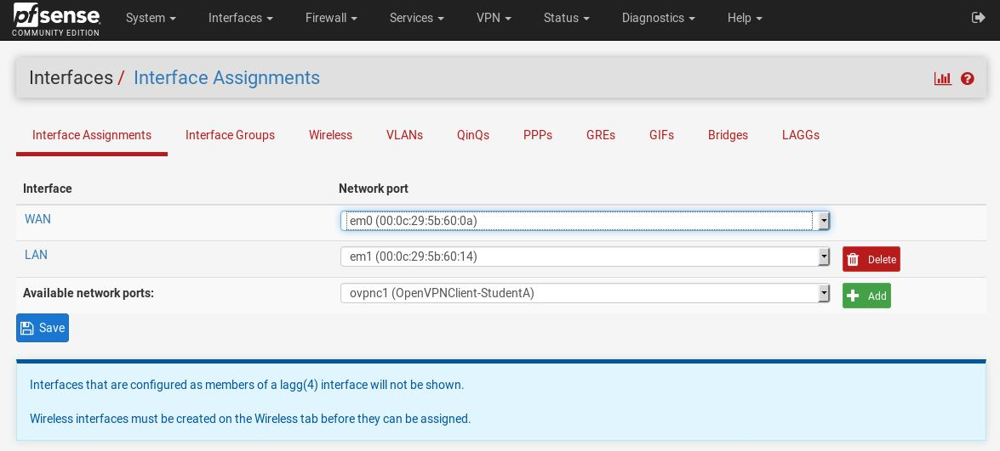 pfsense
COMMUNITY EDITION
System Interfaces Firewall Services VPN Status Diagnostics Help
Interfaces / Interface Assignments
Interface Assignments Interface Groups Wireless VLANs QinQs PPPs GREs GIFs Bridges LAGGs
Interface Network port
WAN em0 (00:0c:29:5b:60:0a)
LAN em1 (00:0c:29:5b:60:14) Delete
Available network ports: ovpnc1 (OpenVPNClient-StudentA) Add
Save
Interfaces that are configured as members of a lagg(4) interface will not be shown.
Wireless interfaces must be created on the Wireless tab before they can be assigned.